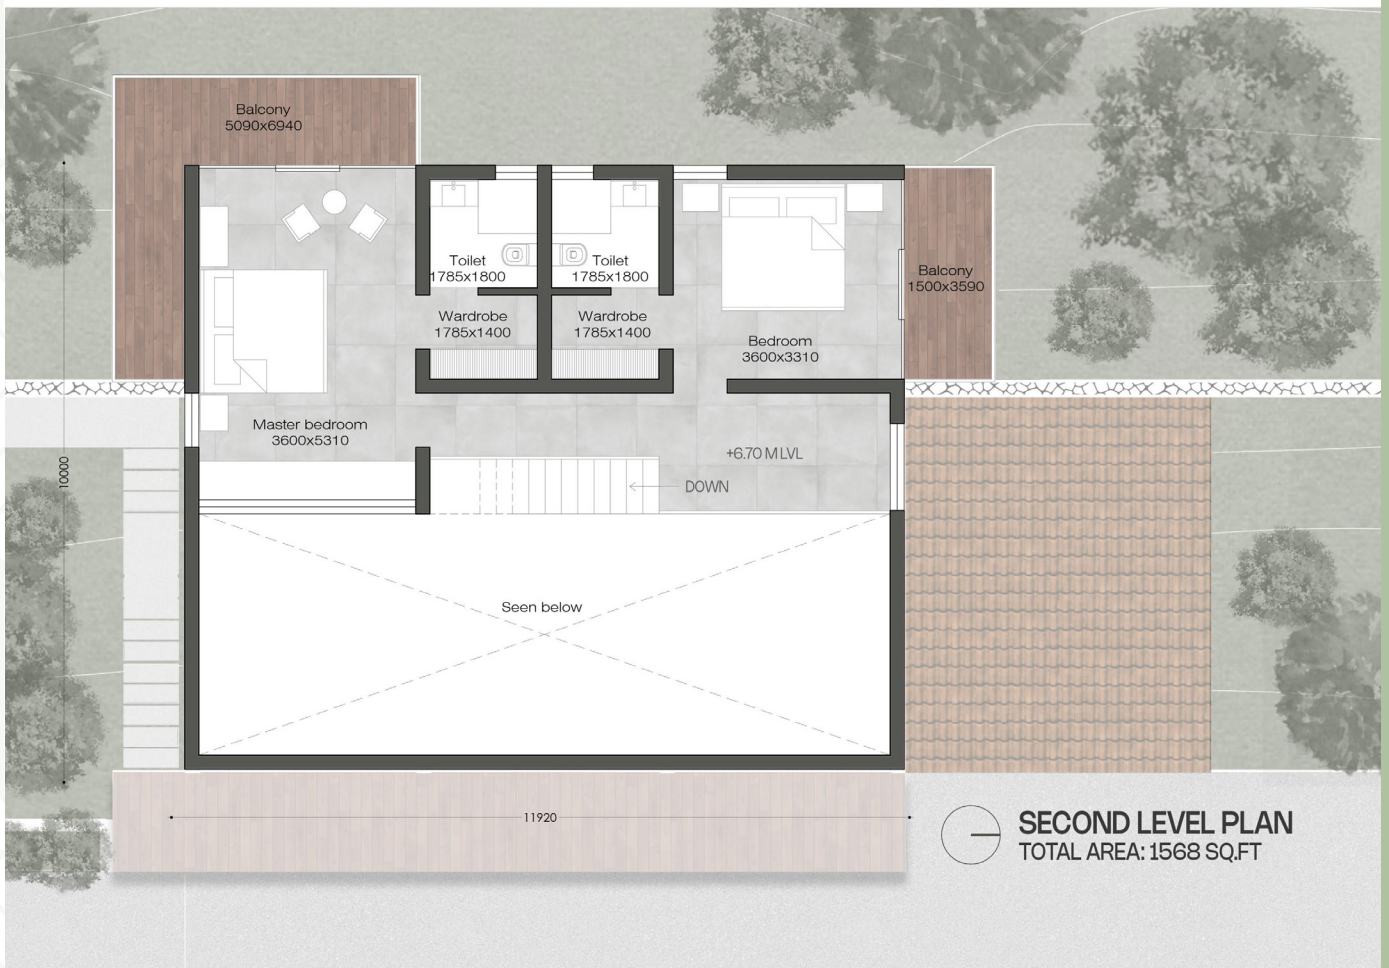 Balcony
5090x6940
Toilet
1785x1800
Toilet
1785x1800
Balcony
1500x3590
Wardrobe
1785x1400
Wardrobe
1785x1400
Bedroom
3600x3310
Master bedroom
3600x5310
+6.70 M LVL
DOWN
10000
Seen below
11920
SECOND LEVEL PLAN
TOTAL AREA: 1568 SQ.FT